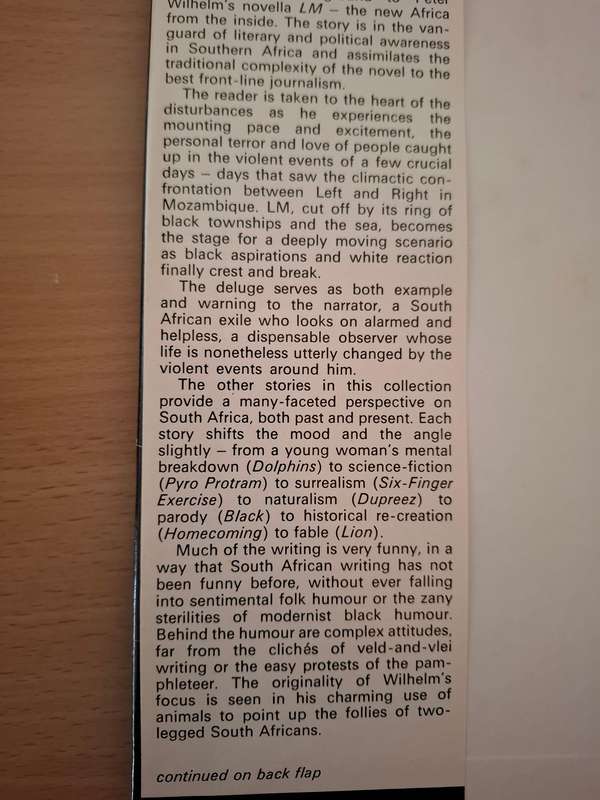 Wilhelm's novella LM – the new Africa
from the inside. The story is in the van-
guard of literary and political awareness
in Southern Africa and assimilates the
traditional complexity of the novel to the
best front-line journalism.
The reader is taken to the heart of the
disturbances as he experiences the
mounting pace and excitement, the
personal terror and love of people caught
up in the violent events of a few crucial
days – days that saw the climactic con-
frontation between Left and Right in
Mozambique. LM, cut off by its ring of
black townships and the sea, becomes
the stage for a deeply moving scenario
as black aspirations and white reaction
finally crest and break.
The deluge serves as both example
and warning to the narrator, a South
African exile who looks on alarmed and
helpless, a dispensable observer whose
life is nonetheless utterly changed by the
violent events around him.
The other stories in this collection
provide a many-faceted perspective on
South Africa, both past and present. Each
story shifts the mood and the angle
slightly – from a young woman's mental
breakdown (Dolphins) to science-fiction
(Pyro Protram) to surrealism (Six-Finger
Exercise) to naturalism (Dupreez) to
parody (Black) to historical re-creation
(Homecoming) to fable (Lion).
Much of the writing is very funny, in a
way that South African writing has not
been funny before, without ever falling
into sentimental folk humour or the zany
sterilities of modernist black humour.
Behind the humour are complex attitudes,
far from the clichés of veld-and-vlei
writing or the easy protests of the pam-
phleteer. The originality of Wilhelm's
focus is seen in his charming use of
animals to point up the follies of two-
legged South Africans.
continued on back flap